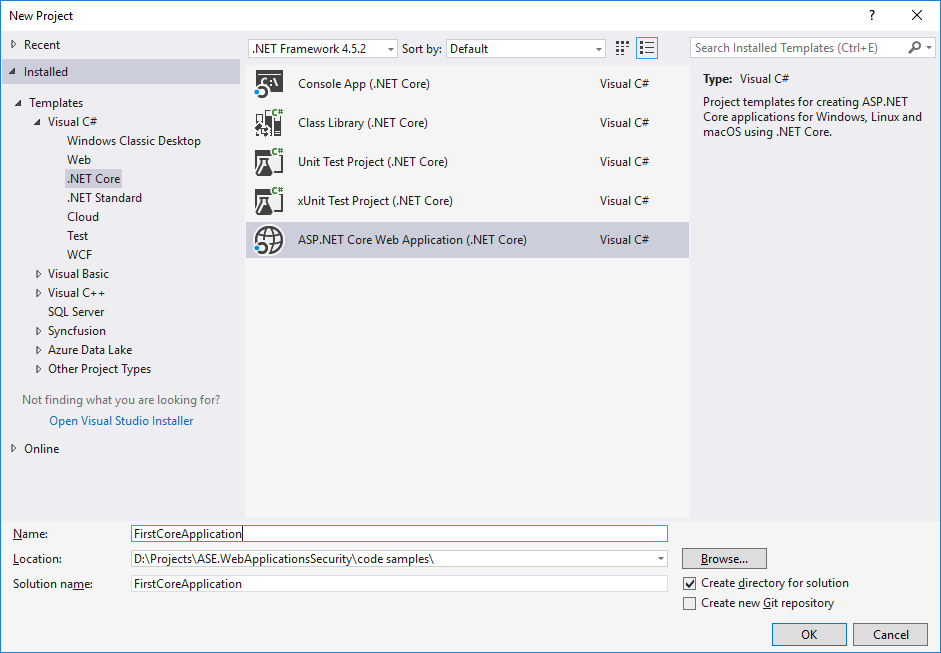 New Project
?
Recent
Installed
Templates
Visual C#
Windows Classic Desktop
Web
.NET Core
.NET Standard
Cloud
Test
WCF
Visual Basic
Visual C++
SQL Server
Syncfusion
Azure Data Lake
Other Project Types
Not finding what you are looking for?
Open Visual Studio Installer
Online
.NET Framework 4.5.2 Sort by: Default
Console App (.NET Core) Visual C#
Class Library (.NET Core) Visual C#
Unit Test Project (.NET Core) Visual C#
xUnit Test Project (.NET Core) Visual C#
ASP.NET Core Web Application (.NET Core) Visual C#
Search Installed Templates (Ctrl+E)
Type: Visual C#
Project templates for creating ASP.NET
Core applications for Windows, Linux and
macOS using .NET Core.
Name: FirstCoreApplication
Location: D:\Projects\ASE.WebApplicationsSecurity\code samples\ Browse...
Solution name: FirstCoreApplication
Create directory for solution
Create new Git repository
OK Cancel